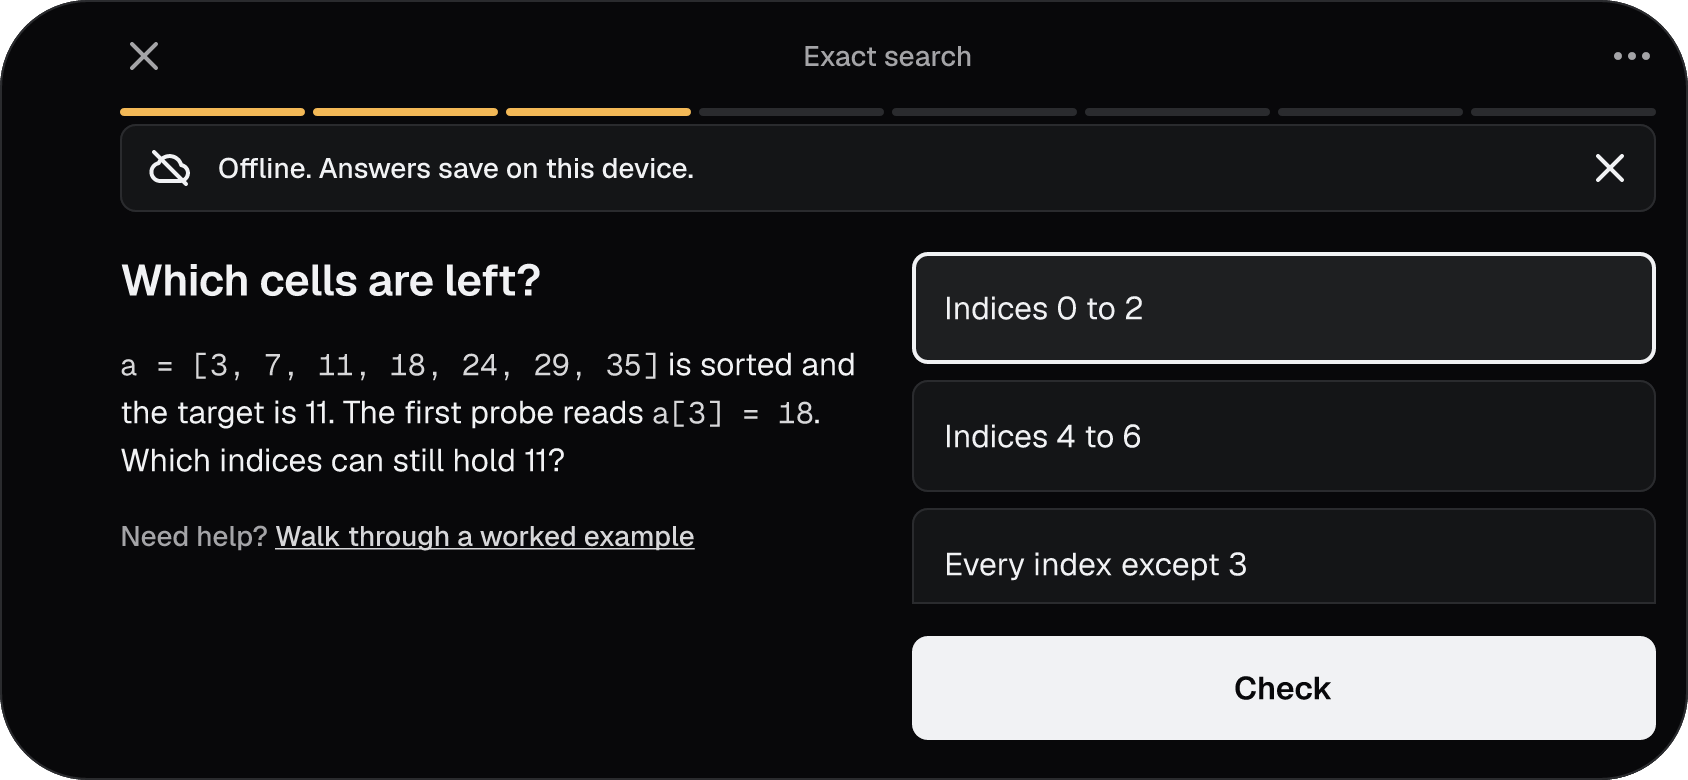 Exact search
Offline. Answers save on this device.
Which cells are left?
a = [3, 7, 11, 18, 24, 29, 35] is sorted and
the target is 11. The first probe reads a[3] = 18.
Which indices can still hold 11?
Need help? Walk through a worked example
Indices 0 to 2
Indices 4 to 6
Every index except 3
Check